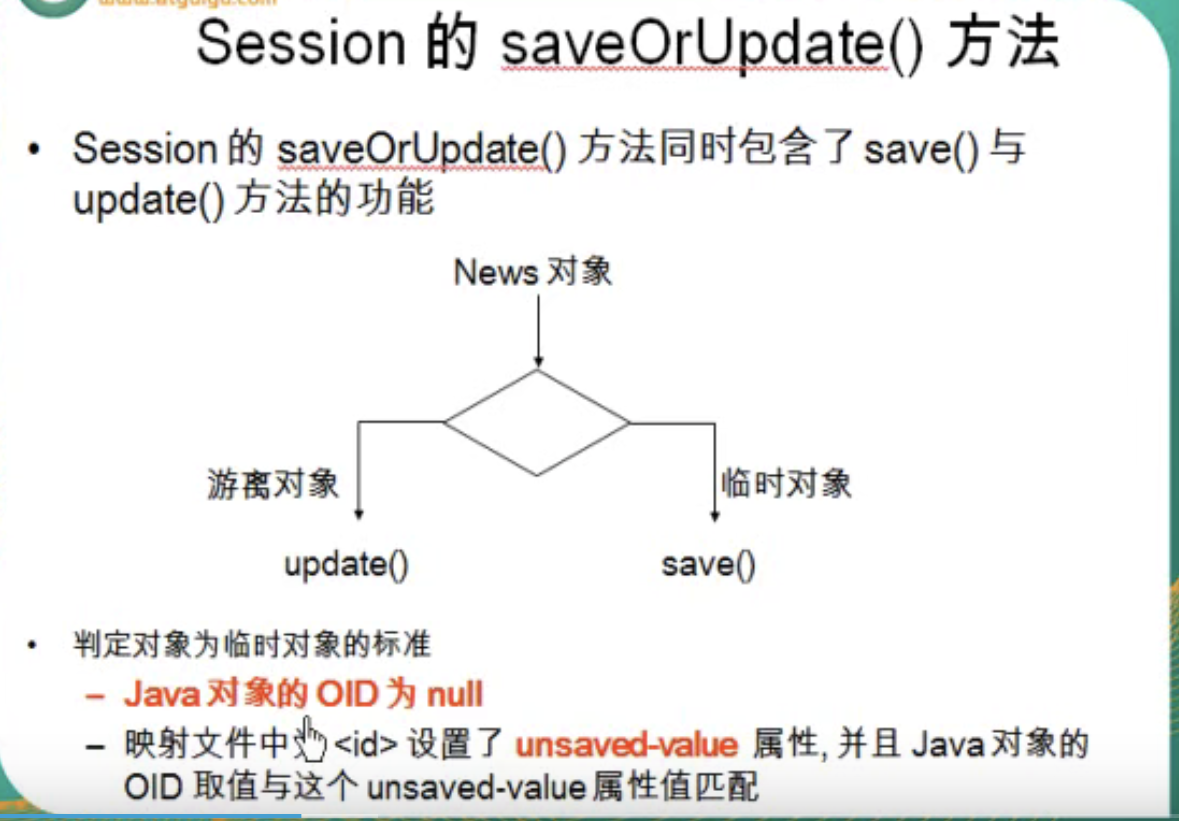 Session 的 saveOrUpdate() 方法
• Session 的 saveOrUpdate() 方法同时包含了 save() 与
update() 方法的功能
News 对象
游离对象
临时对象
update()
save()
• 判定对象为临时对象的标准
– Java 对象的 OID 为 null
– 映射文件中 <id> 设置了 unsaved-value 属性, 并且 Java 对象的
OID 取值与这个 unsaved-value 属性值匹配